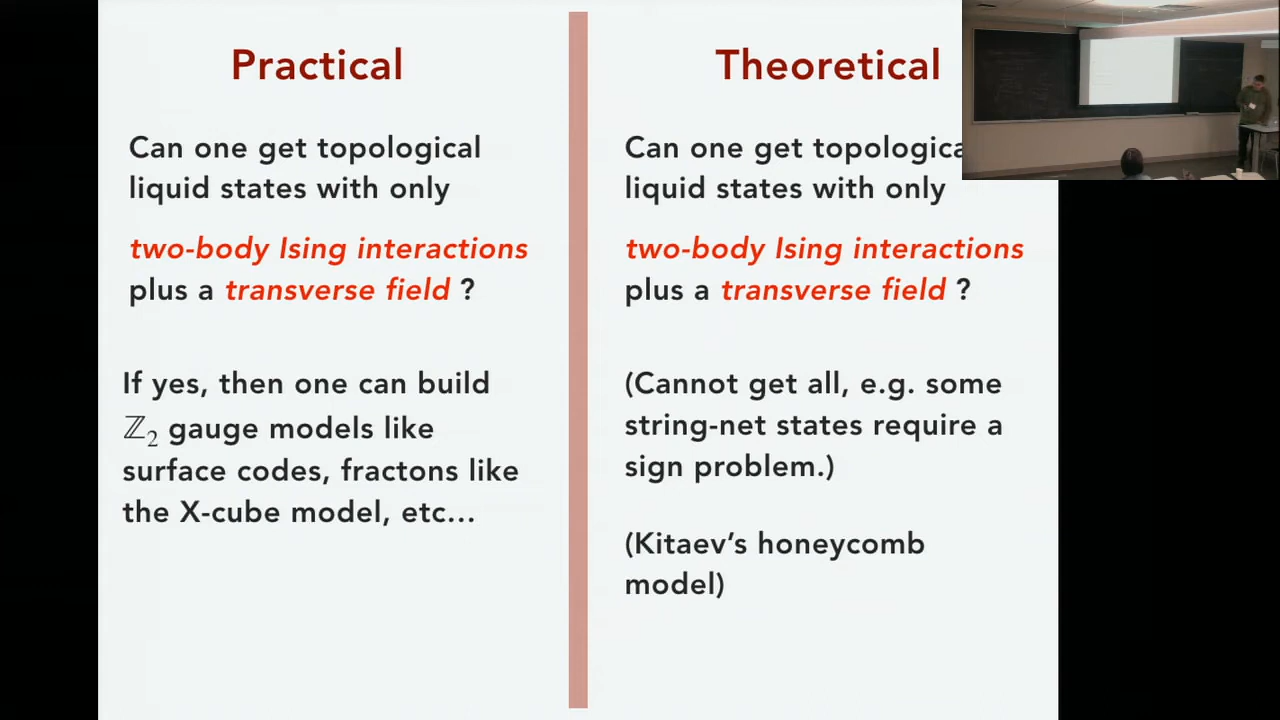 Practical
Can one get topological
liquid states with only
two-body Ising interactions
plus a transverse field ?
If yes, then one can build
ℤ₂ gauge models like
surface codes, fractons like
the X-cube model, etc...
Theoretical
Can one get topologica
liquid states with only
two-body Ising interactions
plus a transverse field ?
(Cannot get all, e.g. some
string-net states require a
sign problem.)
(Kitaev’s honeycomb
model)